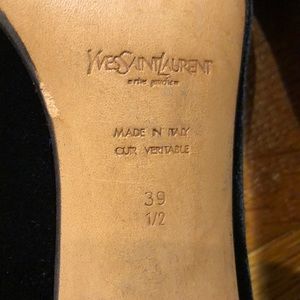 YVESSAINTLAURENT
rive gauche
MADE IN ITALY
CUIR VERITABLE
39
1/2